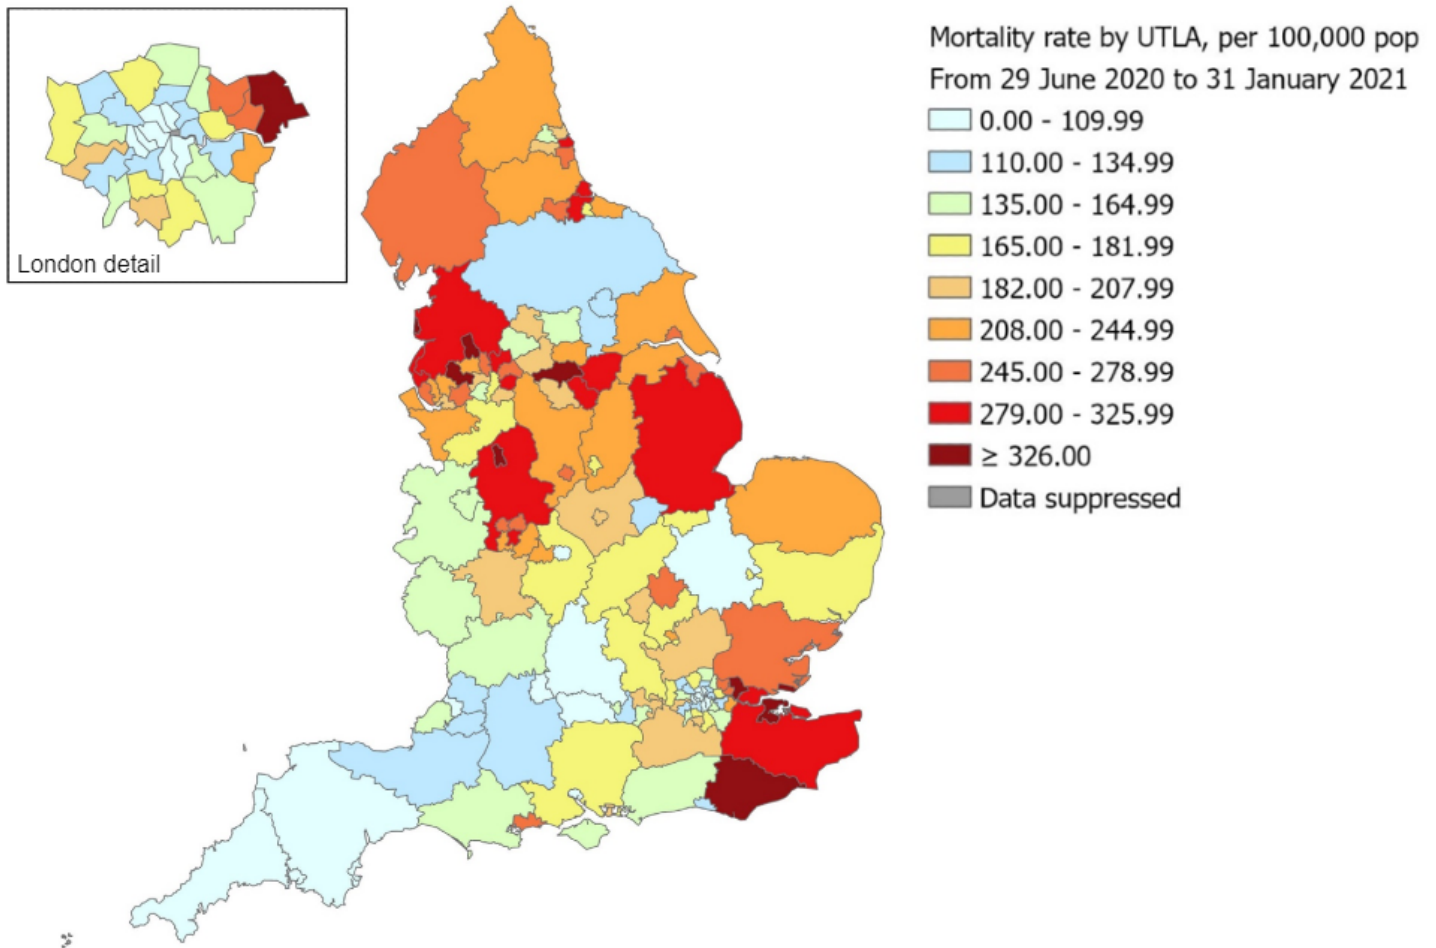 London detail
Mortality rate by UTLA, per 100,000 pop
From 29 June 2020 to 31 January 2021
0.00 - 109.99
110.00 - 134.99
135.00 - 164.99
165.00 - 181.99
182.00 - 207.99
208.00 - 244.99
245.00 - 278.99
279.00 - 325.99
≥ 326.00
Data suppressed